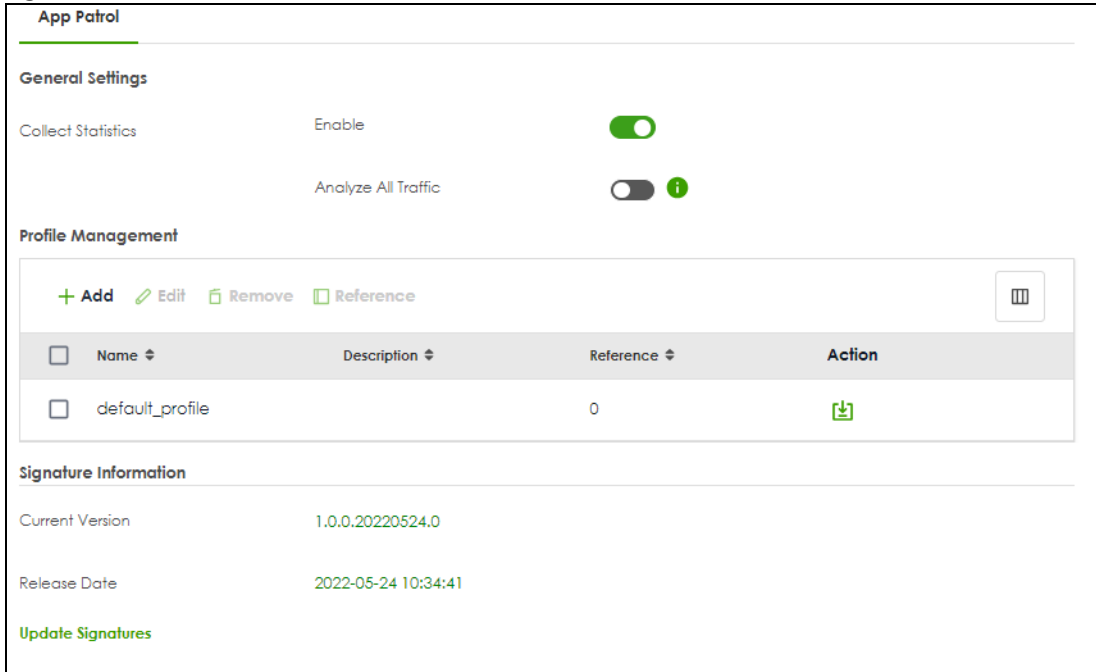 App Patrol
General Settings
Collect Statistics Enable
Analyze All Traffic
Profile Management
Add Edit Remove Reference
Name Description Reference Action
default_profile 0
Signature Information
Current Version 1.0.0.20220524.0
Release Date 2022-05-24 10:34:41
Update Signatures